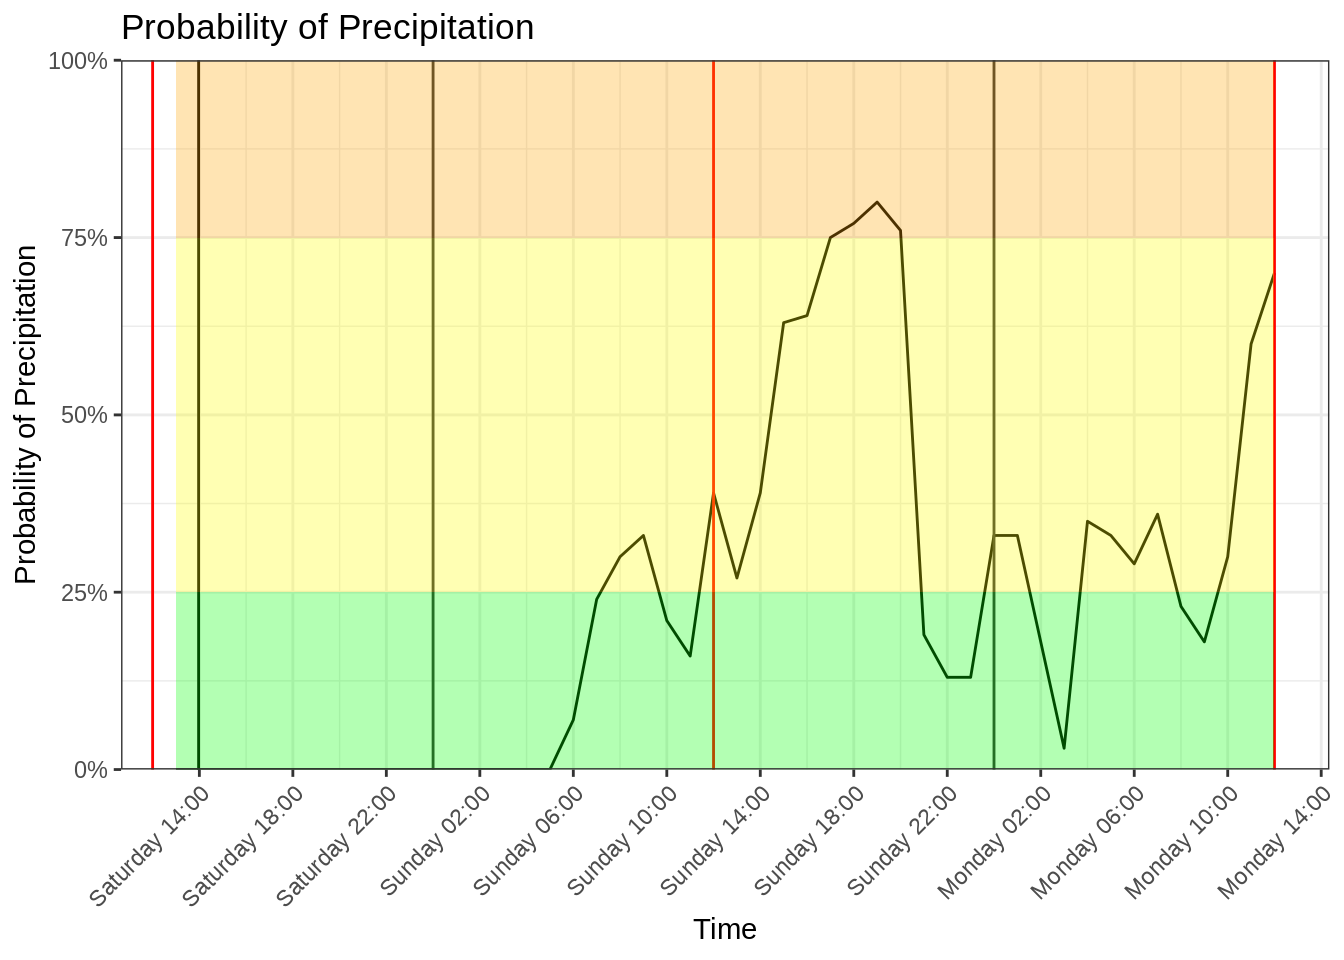 Probability of Precipitation
100%
75%
50%
25%
0%
Probability of Precipitation
Saturday 14:00
Saturday 18:00
Saturday 22:00
Sunday 02:00
Sunday 06:00
Sunday 10:00
Sunday 14:00
Sunday 18:00
Sunday 22:00
Monday 02:00
Monday 06:00
Monday 10:00
Monday 14:00
Time